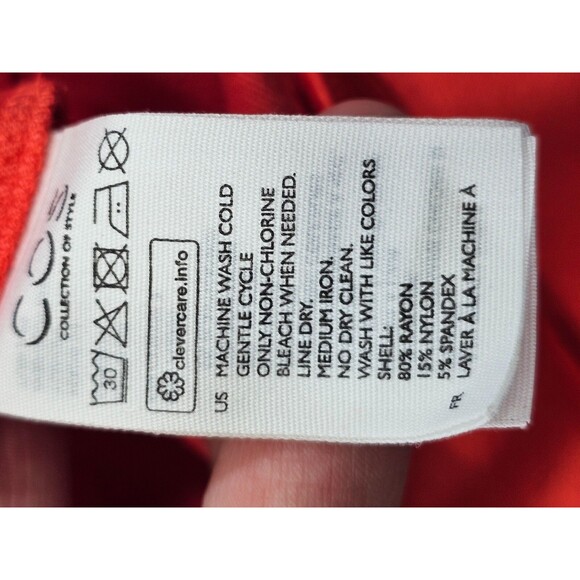 COS
COLLECTION OF STYLE
30
clevercare.info
US MACHINE WASH COLD
GENTLE CYCLE
ONLY NON-CHLORINE
BLEACH WHEN NEEDED.
LINE DRY.
MEDIUM IRON.
NO DRY CLEAN.
WASH WITH LIKE COLORS
SHELL:
80% RAYON
15% NYLON
5% SPANDEX
FR LAVER À LA MACHINE À